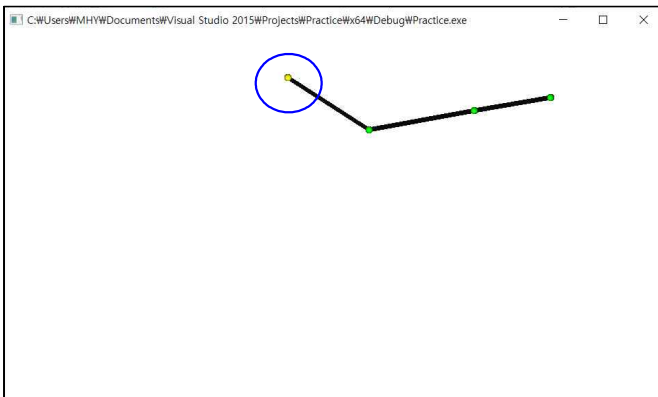 C:₩Users₩MHY₩Documents₩Visual Studio 2015₩Projects₩Practice₩x64₩Debug₩Practice.exe